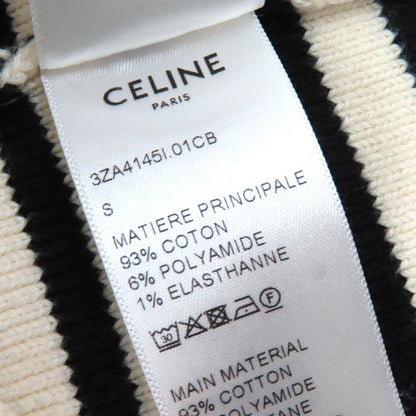 CELINE
PARIS
3ZA4145I.01CB
S
MATIERE PRINCIPALE
93% COTON
6% POLYAMIDE
1% ELASTHANNE
30
F
MAIN MATERIAL
93% COTTON
6% POLYAMIDE